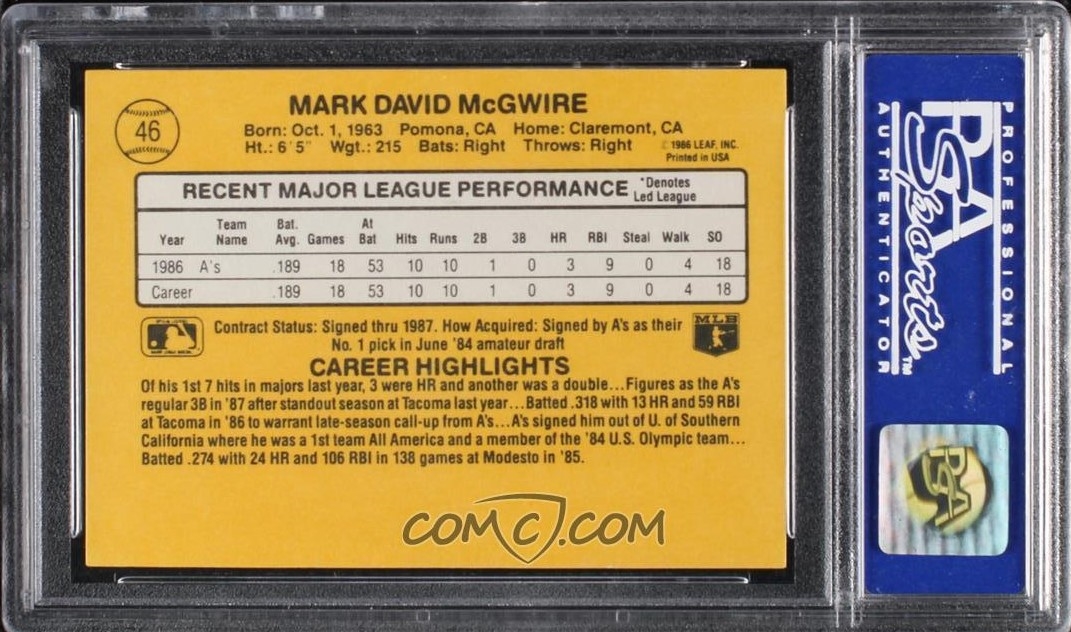 46
MARK DAVID McGWIRE
Born: Oct. 1, 1963 Pomona, CA Home: Claremont, CA
Ht.: 6'5" Wgt.: 215 Bats: Right Throws: Right
© 1986 LEAF, INC.
Printed in USA
RECENT MAJOR LEAGUE PERFORMANCE *Denotes Led League
Year Team Name Bat. Avg. Games At Bat Hits Runs 2B 3B HR RBI Steal Walk SO
1986 A's .189 18 53 10 10 1 0 3 9 0 4 18
Career .189 18 53 10 10 1 0 3 9 0 4 18
Contract Status: Signed thru 1987. How Acquired: Signed by A's as their
No. 1 pick in June '84 amateur draft
MLB
CAREER HIGHLIGHTS
Of his 1st 7 hits in majors last year, 3 were HR and another was a double...Figures as the A's
regular 3B in '87 after standout season at Tacoma last year...Batted .318 with 13 HR and 59 RBI
at Tacoma in '86 to warrant late-season call-up from A's...A's signed him out of U. of Southern
California where he was a 1st team All America and a member of the '84 U.S. Olympic team...
Batted .274 with 24 HR and 106 RBI in 138 games at Modesto in '85.
COMC.COM
PROFESSIONAL
PSA
Sports™
AUTHENTICATOR
PSA